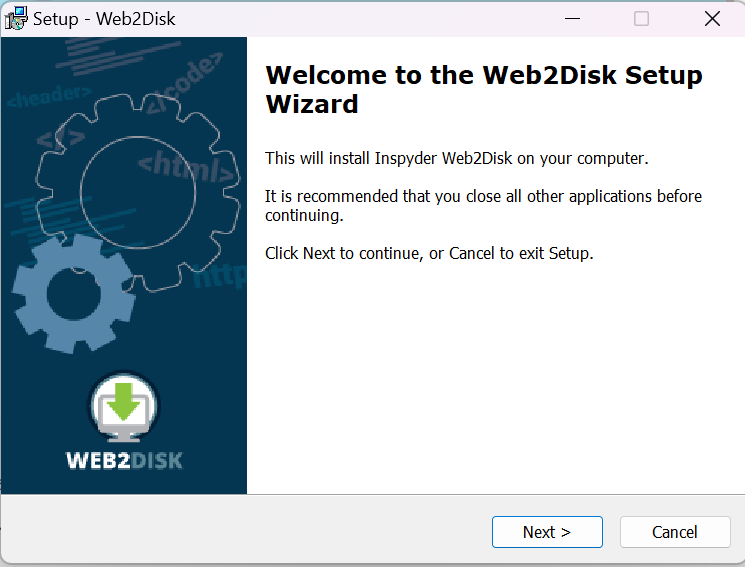 Setup - Web2Disk
<header>
</code>
</>
<html>
http
WEB2DISK
Welcome to the Web2Disk Setup
Wizard
This will install Inspyder Web2Disk on your computer.
It is recommended that you close all other applications before
continuing.
Click Next to continue, or Cancel to exit Setup.
Next >
Cancel